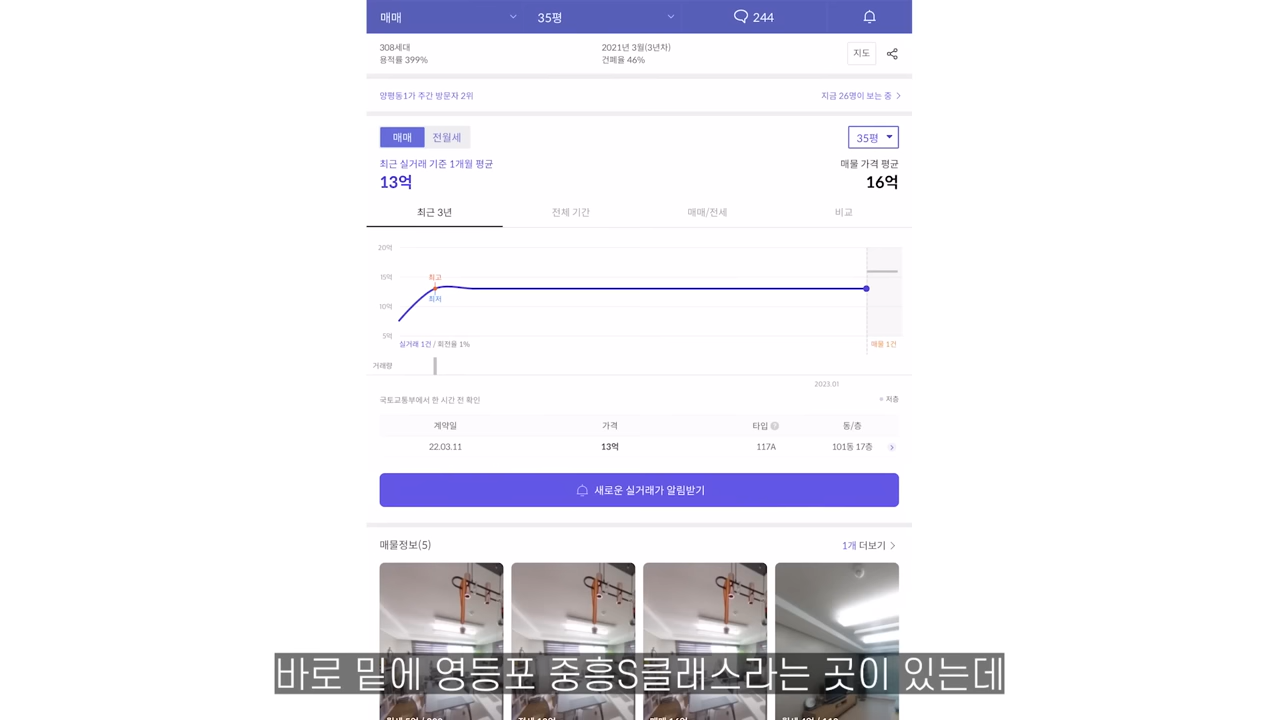 매매 35평 244
308세대 2021년 3월(3년차) 지도
용적률 399% 건폐율 46%
양평동1가 주간 방문자 2위 지금 26명이 보는 중
매매 전월세 35평
최근 실거래 기준 1개월 평균 매물 가격 평균
13억 16억
최근 3년 전체 기간 매매/전세 비교
20억
15억 최고
최저
10억
5억
실거래 1건 / 회전율 1% 매물 1건
거래량
2023.01
국토교통부에서 한 시간 전 확인 저층
계약일 가격 타입 동/층
22.03.11 13억 117A 101동 17층
새로운 실거래가 알림받기
매물정보(5) 1개 더보기
바로 밑에 영등포 중흥S클래스라는 곳이 있는데